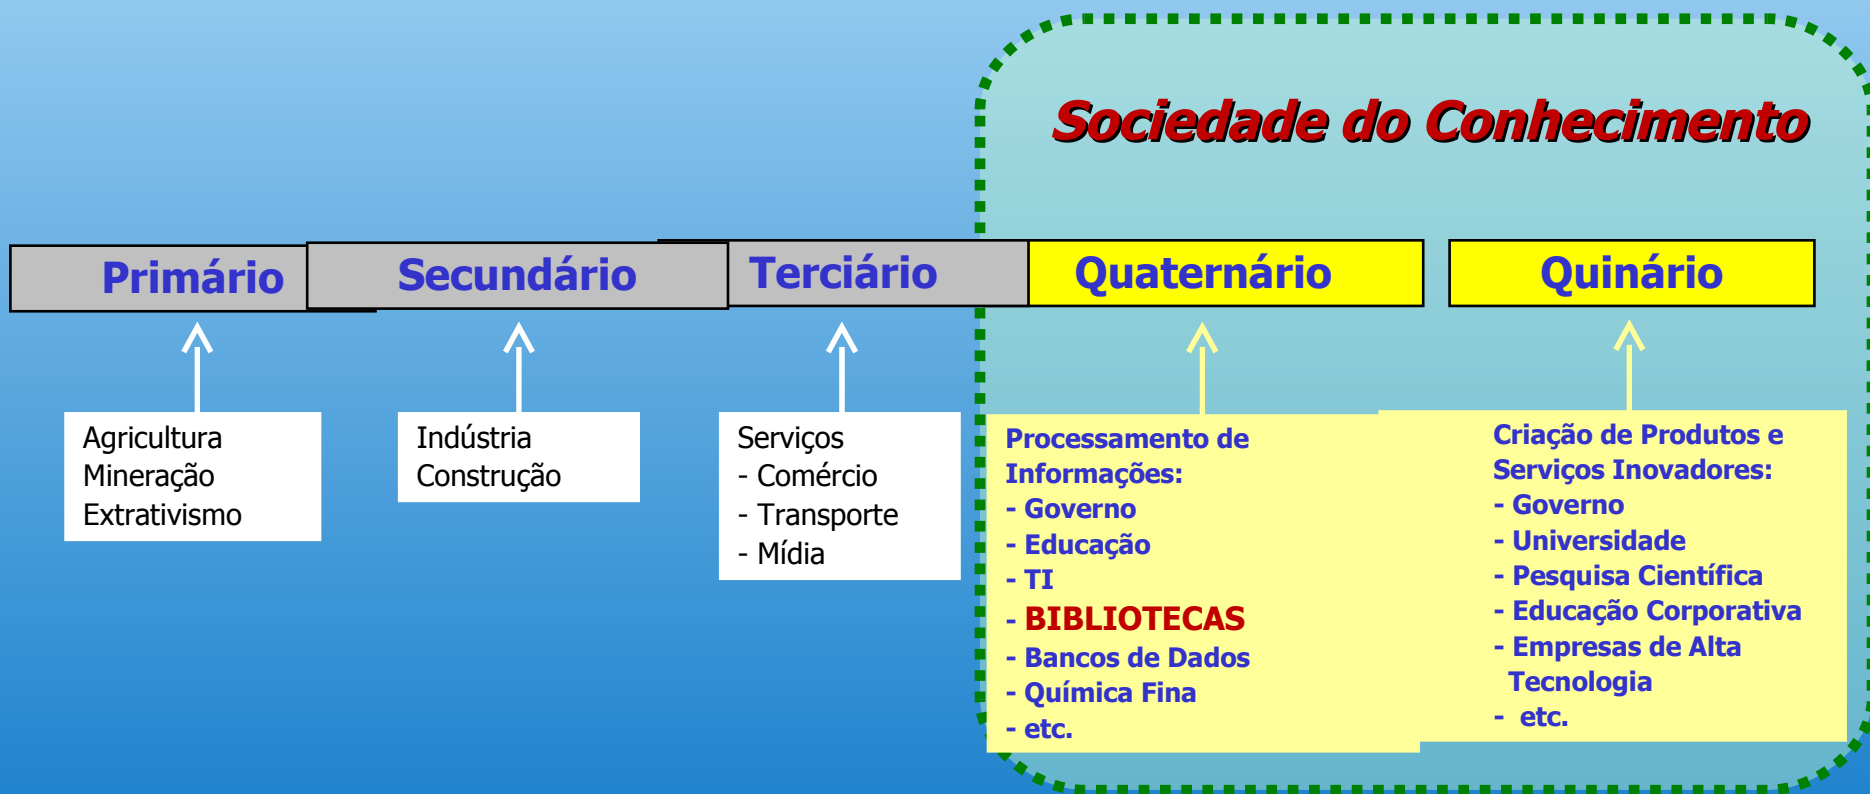 Sociedade do Conhecimento
Primário
Secundário
Terciário
Quaternário
Quinário
Agricultura
Mineração
Extrativismo
Indústria
Construção
Serviços
- Comércio
- Transporte
- Mídia
Processamento de
Informações:
- Governo
- Educação
- TI
- BIBLIOTECAS
- Bancos de Dados
- Química Fina
- etc.
Criação de Produtos e
Serviços Inovadores:
- Governo
- Universidade
- Pesquisa Científica
- Educação Corporativa
- Empresas de Alta
Tecnologia
- etc.